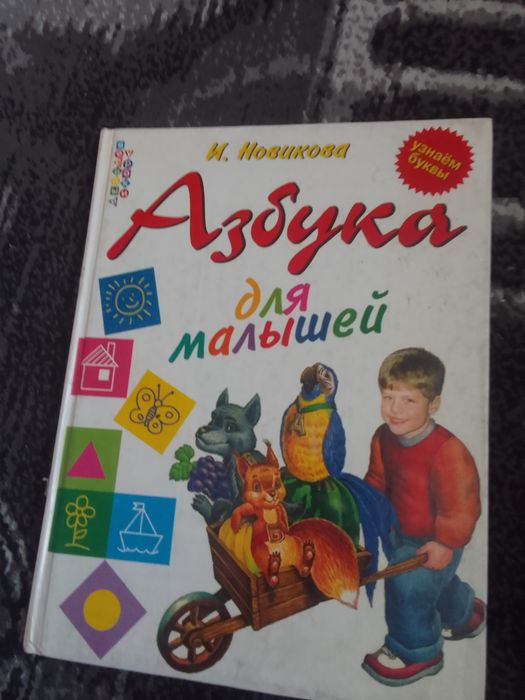 И. Новикова
узнаём
буквы
Азбука
для
малышей